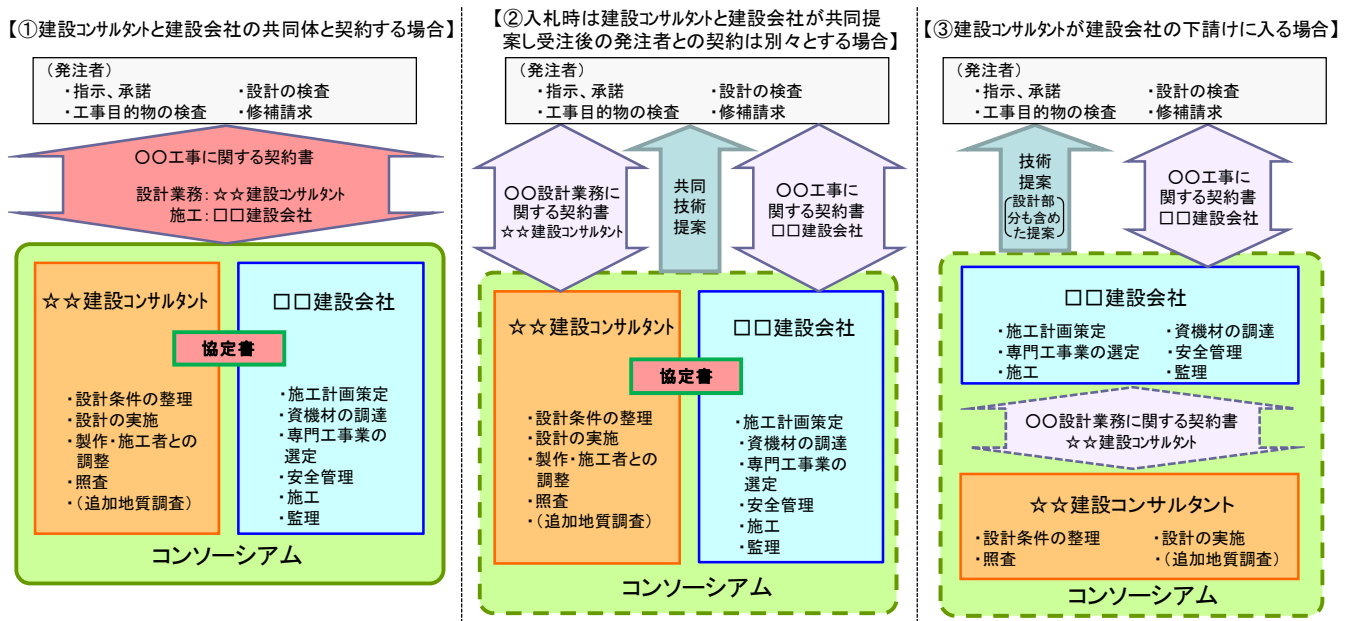 【①建設コンサルタントと建設会社の共同体と契約する場合】
(発注者)
・指示、承諾 ・設計の検査
・工事目的物の検査 ・修補請求
〇〇工事に関する契約書
設計業務：☆☆建設コンサルタント
施工：□□建設会社
☆☆建設コンサルタント
□□建設会社
協定書
・設計条件の整理
・設計の実施
・製作・施工者との
調整
・照査
・(追加地質調査)
・施工計画策定
・資機材の調達
・専門工事業の
選定
・安全管理
・施工
・監理
コンソーシアム
【②入札時は建設コンサルタントと建設会社が共同提
案し受注後の発注者との契約は別々とする場合】
(発注者)
・指示、承諾 ・設計の検査
・工事目的物の検査 ・修補請求
〇〇設計業務に
関する契約書
☆☆建設コンサルタント
共同
技術
提案
〇〇工事に
関する契約書
□□建設会社
☆☆建設コンサルタント
□□建設会社
協定書
・設計条件の整理
・設計の実施
・製作・施工者との
調整
・照査
・(追加地質調査)
・施工計画策定
・資機材の調達
・専門工事業の
選定
・安全管理
・施工
・監理
コンソーシアム
【③建設コンサルタントが建設会社の下請けに入る場合】
(発注者)
・指示、承諾 ・設計の検査
・工事目的物の検査 ・修補請求
技術
提案
(設計部
分も含め
た提案)
〇〇工事に
関する契約書
□□建設会社
□□建設会社
・施工計画策定 ・資機材の調達
・専門工事業の選定 ・安全管理
・施工 ・監理
〇〇設計業務に関する契約書
☆☆建設コンサルタント
☆☆建設コンサルタント
・設計条件の整理 ・設計の実施
・照査 ・(追加地質調査)
コンソーシアム